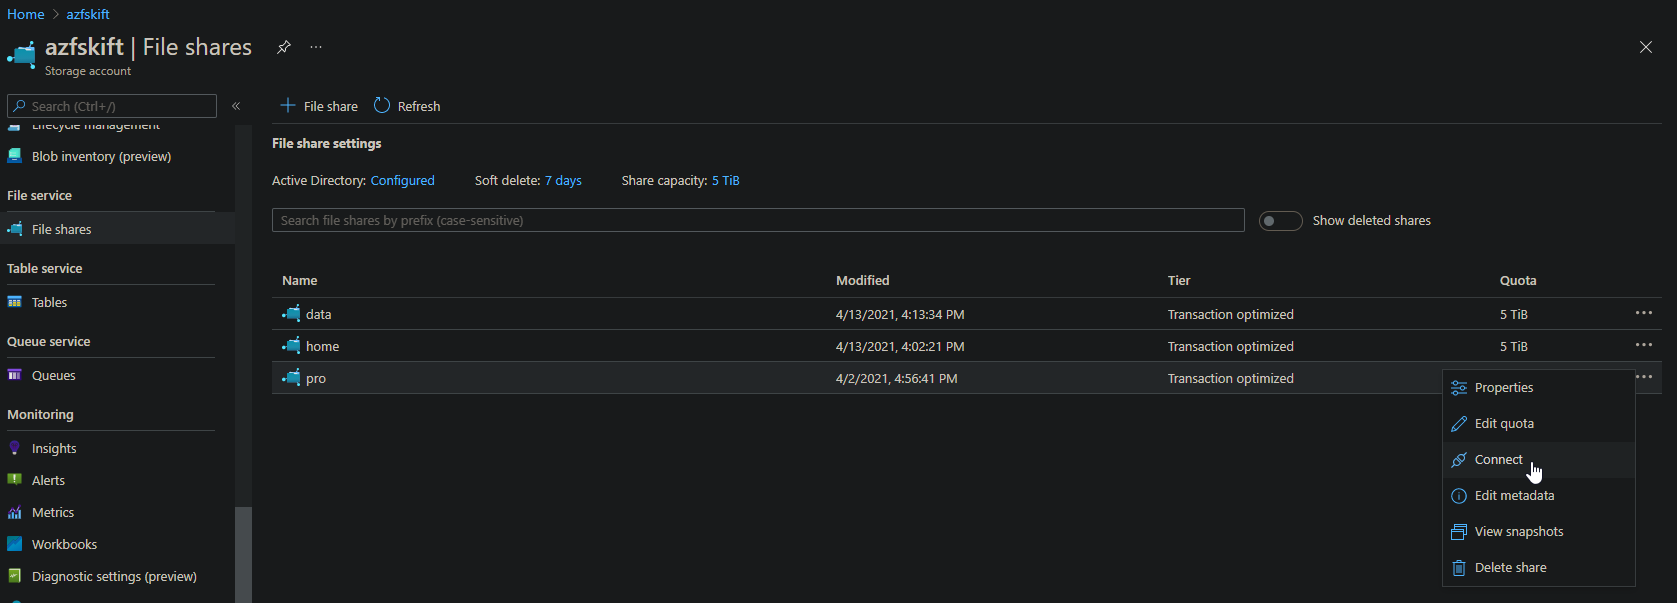 Home > azfskift
azfskift | File shares
Storage account
Search (Ctrl+/)
«
Lifecycle management
Blob inventory (preview)
File service
File shares
Table service
Tables
Queue service
Queues
Monitoring
Insights
Alerts
Metrics
Workbooks
Diagnostic settings (preview)
+ File share Refresh
File share settings
Active Directory: Configured Soft delete: 7 days Share capacity: 5 TiB
Search file shares by prefix (case-sensitive) Show deleted shares
Name Modified Tier Quota
data 4/13/2021, 4:13:34 PM Transaction optimized 5 TiB
home 4/13/2021, 4:02:21 PM Transaction optimized 5 TiB
pro 4/2/2021, 4:56:41 PM Transaction optimized
Properties
Edit quota
Connect
Edit metadata
View snapshots
Delete share